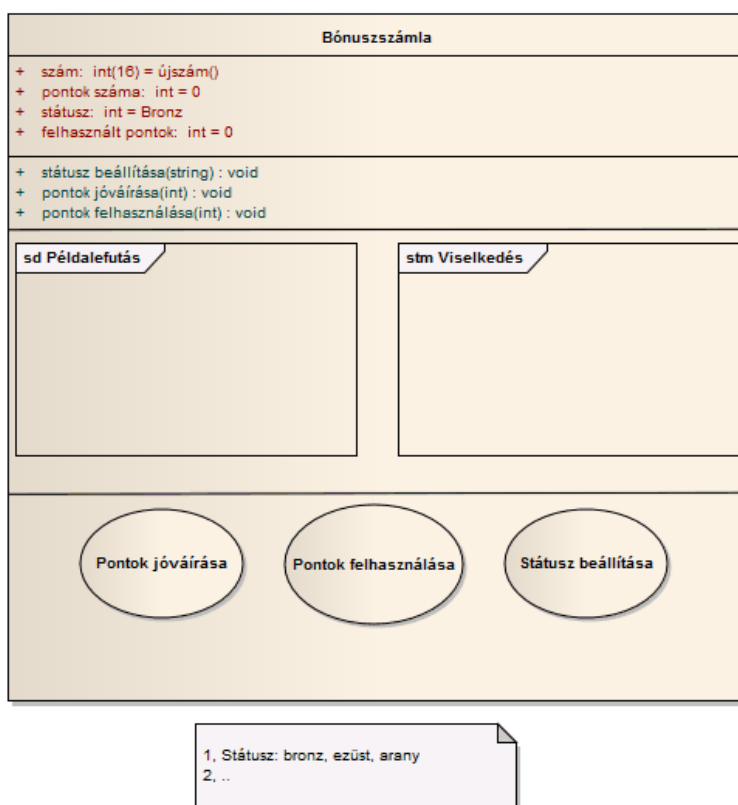 Bónuszszámla
+ szám: int(16) = újszám()
+ pontok száma: int = 0
+ státusz: int = Bronz
+ felhasznált pontok: int = 0
+ státusz beállítása(string) : void
+ pontok jóváírása(int) : void
+ pontok felhasználása(int) : void
sd Példalefutás
stm Viselkedés
Pontok jóváírása
Pontok felhasználása
Státusz beállítása
1, Státusz: bronz, ezüst, arany
2, ..